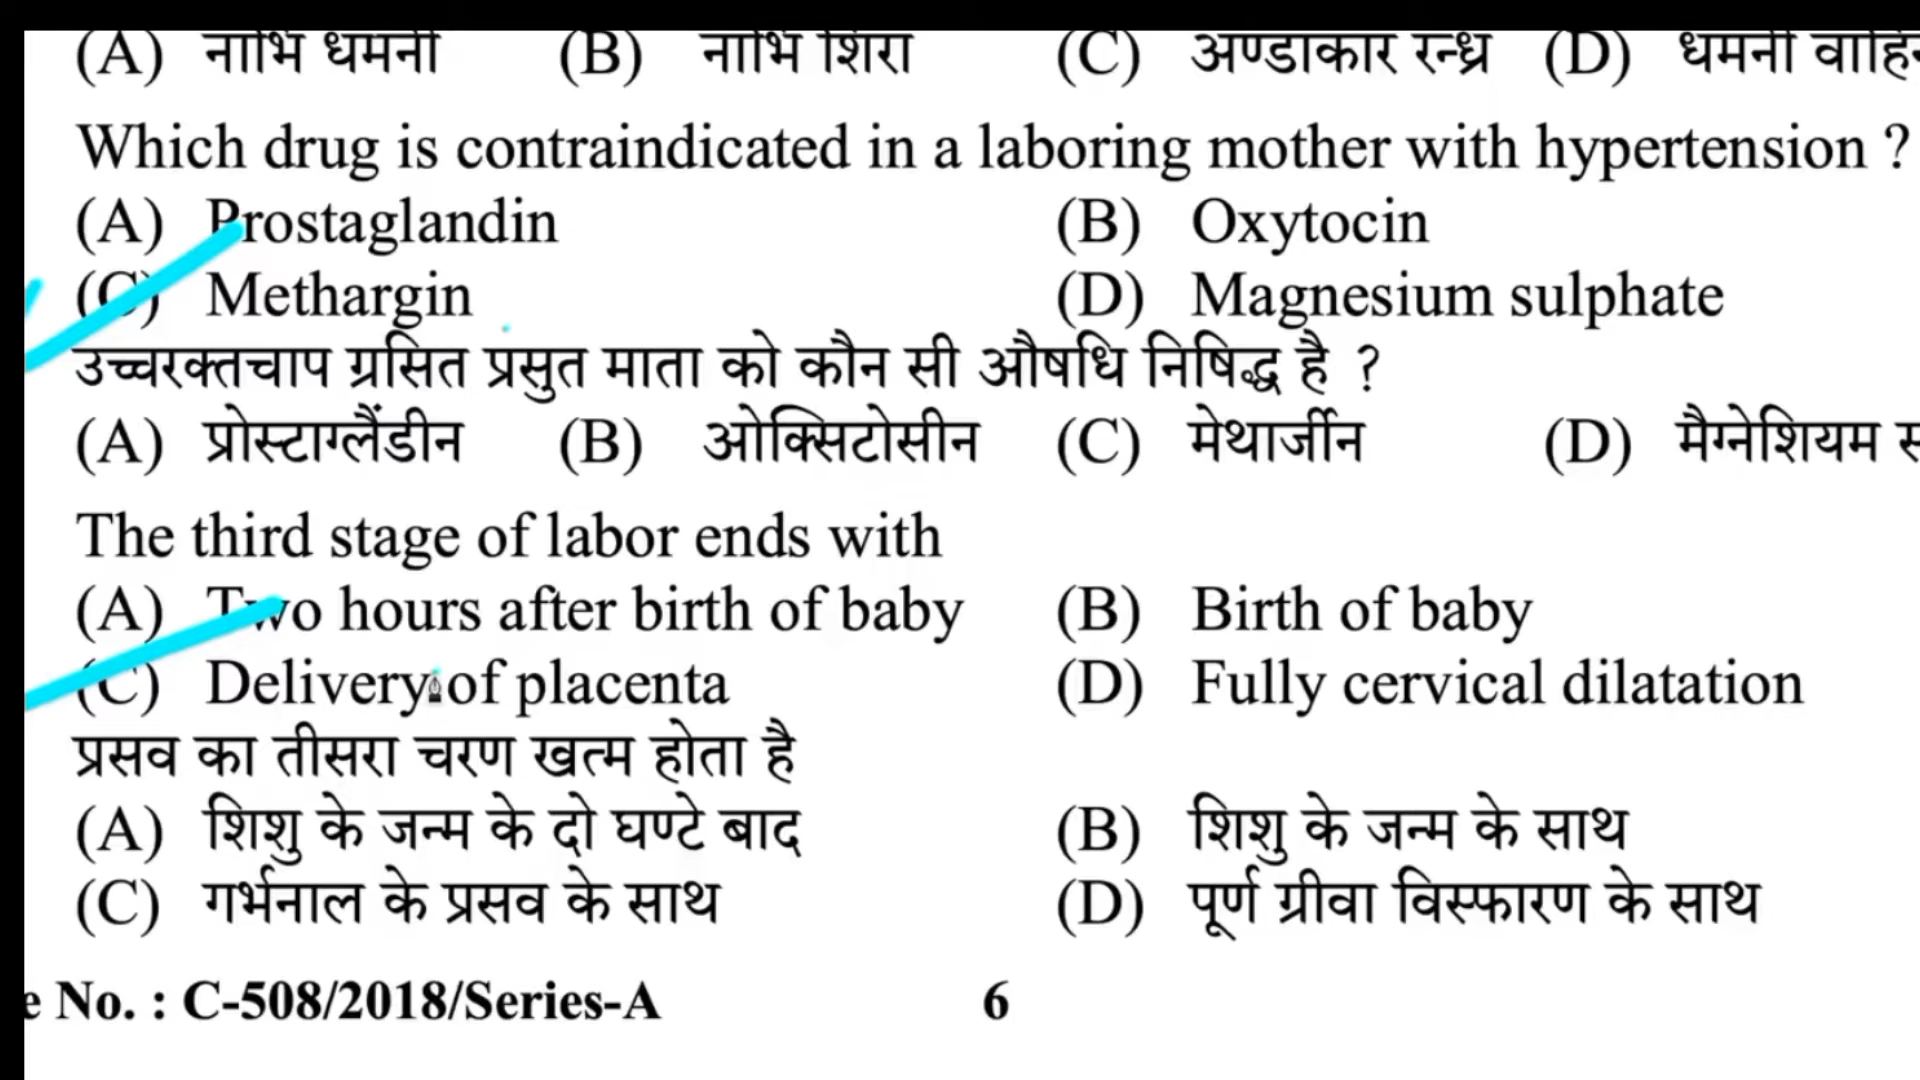 (A) नाभि धमनी (B) नाभि शिरा (C) अण्डाकार रन्ध्र (D) धमनी
Which drug is contraindicated in a laboring mother with hypertension ?
(A) Prostaglandin (B) Oxytocin
(C) Methargin (D) Magnesium sulphate
उच्चरक्तचाप ग्रसित प्रसुत माता को कौन सी औषधि निषिद्ध है ?
(A) प्रोस्टाग्लैंडीन (B) ओक्सिटोसीन (C) मेथार्जीन (D) मैग्नेशियम
The third stage of labor ends with
(A) Two hours after birth of baby (B) Birth of baby
(C) Delivery of placenta (D) Fully cervical dilatation
प्रसव का तीसरा चरण खत्म होता है
(A) शिशु के जन्म के दो घण्टे बाद (B) शिशु के जन्म के साथ
(C) गर्भनाल के प्रसव के साथ (D) पूर्ण ग्रीवा विस्फारण के साथ
No. : C-508/2018/Series-A 6